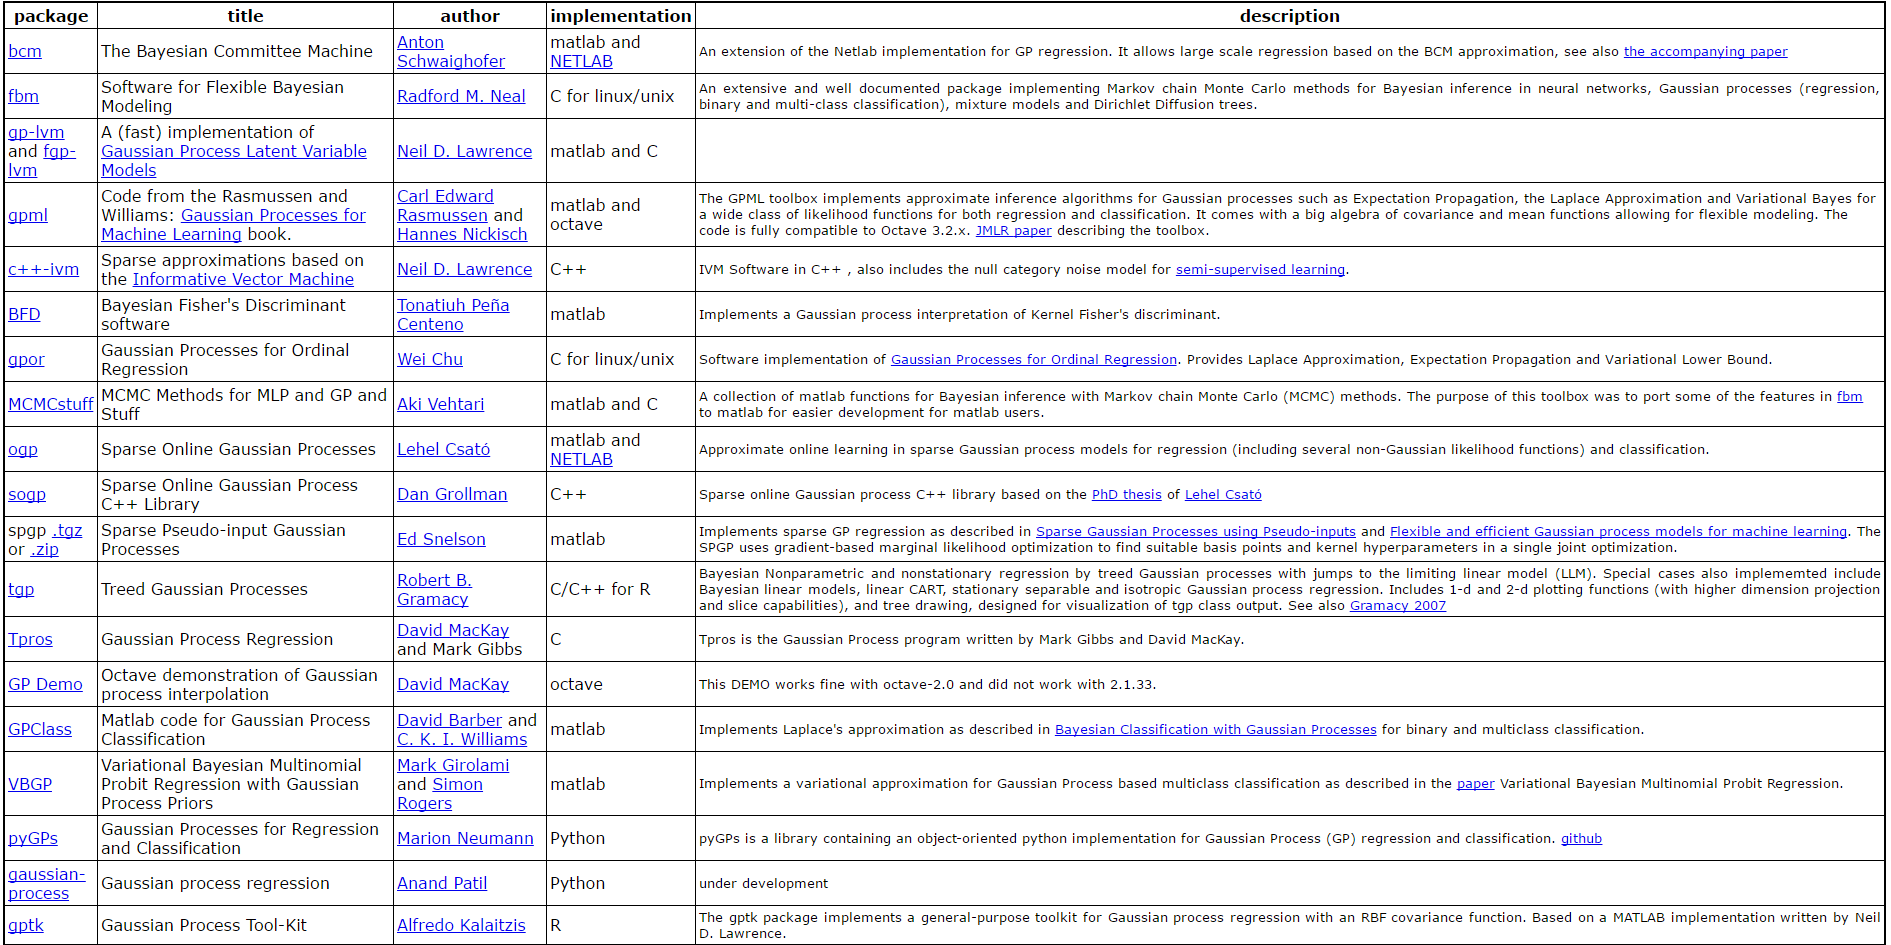 package title author implementation description
bcm The Bayesian Committee Machine Anton Schwaighofer matlab and NETLAB An extension of the Netlab implementation for GP regression. It allows large scale regression based on the BCM approximation, see also the accompanying paper
fbm Software for Flexible Bayesian Modeling Radford M. Neal C for linux/unix An extensive and well documented package implementing Markov chain Monte Carlo methods for Bayesian inference in neural networks, Gaussian processes (regression, binary and multi-class classification), mixture models and Dirichlet Diffusion trees.
gp-lvm and fgp-lvm A (fast) implementation of Gaussian Process Latent Variable Models Neil D. Lawrence matlab and C
gpml Code from the Rasmussen and Williams: Gaussian Processes for Machine Learning book. Carl Edward Rasmussen and Hannes Nickisch matlab and octave The GPML toolbox implements approximate inference algorithms for Gaussian processes such as Expectation Propagation, the Laplace Approximation and Variational Bayes for a wide class of likelihood functions for both regression and classification. It comes with a big algebra of covariance and mean functions allowing for flexible modeling. The code is fully compatible to Octave 3.2.x. JMLR paper describing the toolbox.
c++-ivm Sparse approximations based on the Informative Vector Machine Neil D. Lawrence C++ IVM Software in C++ , also includes the null category noise model for semi-supervised learning.
BFD Bayesian Fisher's Discriminant software Tonatiuh Peña Centeno matlab Implements a Gaussian process interpretation of Kernel Fisher's discriminant.
gpor Gaussian Processes for Ordinal Regression Wei Chu C for linux/unix Software implementation of Gaussian Processes for Ordinal Regression. Provides Laplace Approximation, Expectation Propagation and Variational Lower Bound.
MCMCstuff MCMC Methods for MLP and GP and Stuff Aki Vehtari matlab and C A collection of matlab functions for Bayesian inference with Markov chain Monte Carlo (MCMC) methods. The purpose of this toolbox was to port some of the features in fbm to matlab for easier development for matlab users.
ogp Sparse Online Gaussian Processes Lehel Csató matlab and NETLAB Approximate online learning in sparse Gaussian process models for regression (including several non-Gaussian likelihood functions) and classification.
sogp Sparse Online Gaussian Process C++ Library Dan Grollman C++ Sparse online Gaussian process C++ library based on the PhD thesis of Lehel Csató
spgp .tgz or .zip Sparse Pseudo-input Gaussian Processes Ed Snelson matlab Implements sparse GP regression as described in Sparse Gaussian Processes using Pseudo-inputs and Flexible and efficient Gaussian process models for machine learning. The SPGP uses gradient-based marginal likelihood optimization to find suitable basis points and kernel hyperparameters in a single joint optimization.
tgp Treed Gaussian Processes Robert B. Gramacy C/C++ for R Bayesian Nonparametric and nonstationary regression by treed Gaussian processes with jumps to the limiting linear model (LLM). Special cases also implememted include Bayesian linear models, linear CART, stationary separable and isotropic Gaussian process regression. Includes 1-d and 2-d plotting functions (with higher dimension projection and slice capabilities), and tree drawing, designed for visualization of tgp class output. See also Gramacy 2007
Tpros Gaussian Process Regression David MacKay and Mark Gibbs C Tpros is the Gaussian Process program written by Mark Gibbs and David MacKay.
GP Demo Octave demonstration of Gaussian process interpolation David MacKay octave This DEMO works fine with octave-2.0 and did not work with 2.1.33.
GPClass Matlab code for Gaussian Process Classification David Barber and C. K. I. Williams matlab Implements Laplace's approximation as described in Bayesian Classification with Gaussian Processes for binary and multiclass classification.
VBGP Variational Bayesian Multinomial Probit Regression with Gaussian Process Priors Mark Girolami and Simon Rogers matlab Implements a variational approximation for Gaussian Process based multiclass classification as described in the paper Variational Bayesian Multinomial Probit Regression.
pyGPs Gaussian Processes for Regression and Classification Marion Neumann Python pyGPs is a library containing an object-oriented python implementation for Gaussian Process (GP) regression and classification. github
gaussian-process Gaussian process regression Anand Patil Python under development
gptk Gaussian Process Tool-Kit Alfredo Kalaitzis R The gptk package implements a general-purpose toolkit for Gaussian process regression with an RBF covariance function. Based on a MATLAB implementation written by Neil D. Lawrence.